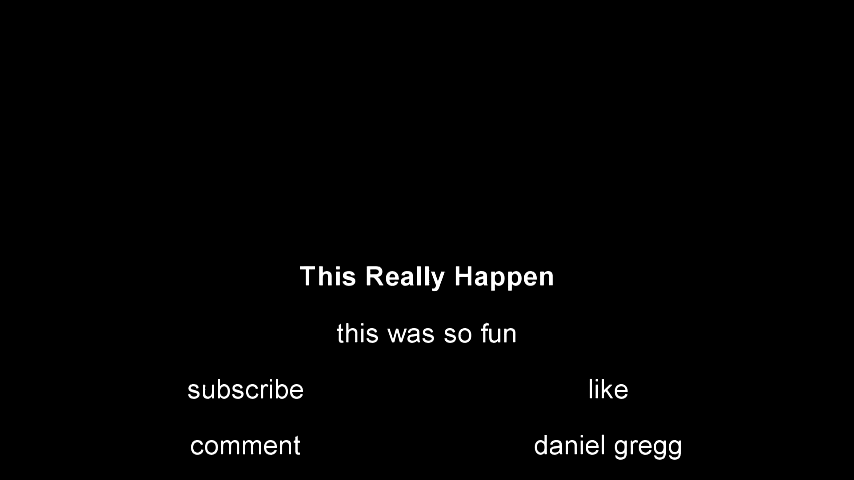 This Really Happen
this was so fun
subscribe like
comment daniel gregg